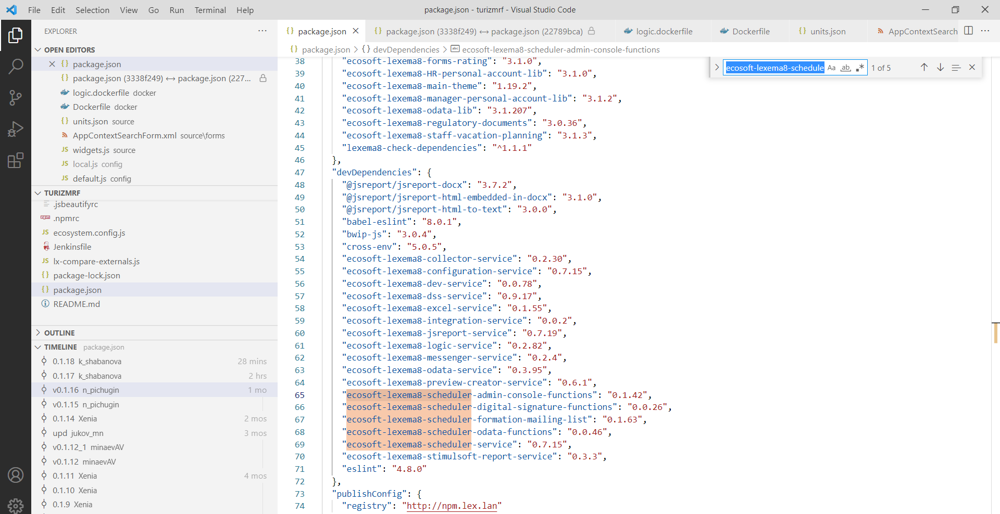 File Edit Selection View Go Run Terminal Help
package.json - turizmrf - Visual Studio Code
EXPLORER
OPEN EDITORS
package.json
package.json (3338f249) ↔ package.json (227...
logic.dockerfile docker
Dockerfile docker
units.json source
AppContextSearchForm.xml source\forms
widgets.js source
local.js config
default.js config
TURIZMRF
.jsbeautifyrc
.npmrc
ecosystem.config.js
Jenkinsfile
lx-compare-externals.js
package-lock.json
package.json
README.md
OUTLINE
TIMELINE package.json
0.1.18 k_shabanova 28 mins
0.1.17 k_shabanova 2 hrs
v0.1.16 n_pichugin 1 mo
v0.1.15 n_pichugin
0.1.14 Xenia 2 mos
upd jukov_mn 3 mos
v0.1.12_1 minaevAV
v0.1.12 minaevAV
0.1.11 Xenia 4 mos
0.1.10 Xenia
0.1.9 Xenia
package.json package.json (3338f249) ↔ package.json (22789bca) logic.dockerfile Dockerfile units.json AppContextSearch
package.json > {} devDependencies > ecosoft-lexema8-scheduler-admin-console-functions
ecosoft-lexema8-schedule Aa ab, .* 1 of 5
38 "ecosoft-lexema8-forms-rating": "3.1.0",
39 "ecosoft-lexema8-HR-personal-account-lib": "3.1.0",
40 "ecosoft-lexema8-main-theme": "1.19.2",
41 "ecosoft-lexema8-manager-personal-account-lib": "3.1.2",
42 "ecosoft-lexema8-odata-lib": "3.1.207",
43 "ecosoft-lexema8-regulatory-documents": "3.0.36",
44 "ecosoft-lexema8-staff-vacation-planning": "3.1.3",
45 "lexema8-check-dependencies": "^1.1.1"
46 },
47 "devDependencies": {
48 "@jsreport/jsreport-docx": "3.7.2",
49 "@jsreport/jsreport-html-embedded-in-docx": "3.1.0",
50 "@jsreport/jsreport-html-to-text": "3.0.0",
51 "babel-eslint": "8.0.1",
52 "bwip-js": "3.0.4",
53 "cross-env": "5.0.5",
54 "ecosoft-lexema8-collector-service": "0.2.30",
55 "ecosoft-lexema8-configuration-service": "0.7.15",
56 "ecosoft-lexema8-dev-service": "0.0.78",
57 "ecosoft-lexema8-dss-service": "0.9.17",
58 "ecosoft-lexema8-excel-service": "0.1.55",
59 "ecosoft-lexema8-integration-service": "0.0.2",
60 "ecosoft-lexema8-jsreport-service": "0.7.19",
61 "ecosoft-lexema8-logic-service": "0.2.82",
62 "ecosoft-lexema8-messenger-service": "0.2.4",
63 "ecosoft-lexema8-odata-service": "0.3.95",
64 "ecosoft-lexema8-preview-creator-service": "0.6.1",
65 "ecosoft-lexema8-scheduler-admin-console-functions": "0.1.42",
66 "ecosoft-lexema8-scheduler-digital-signature-functions": "0.0.26",
67 "ecosoft-lexema8-scheduler-formation-mailing-list": "0.1.63",
68 "ecosoft-lexema8-scheduler-odata-functions": "0.0.46",
69 "ecosoft-lexema8-scheduler-service": "0.7.15",
70 "ecosoft-lexema8-stimulsoft-report-service": "0.3.3",
71 "eslint": "4.8.0"
72 },
73 "publishConfig": {
74 "registry": "http://npm.lex.lan"